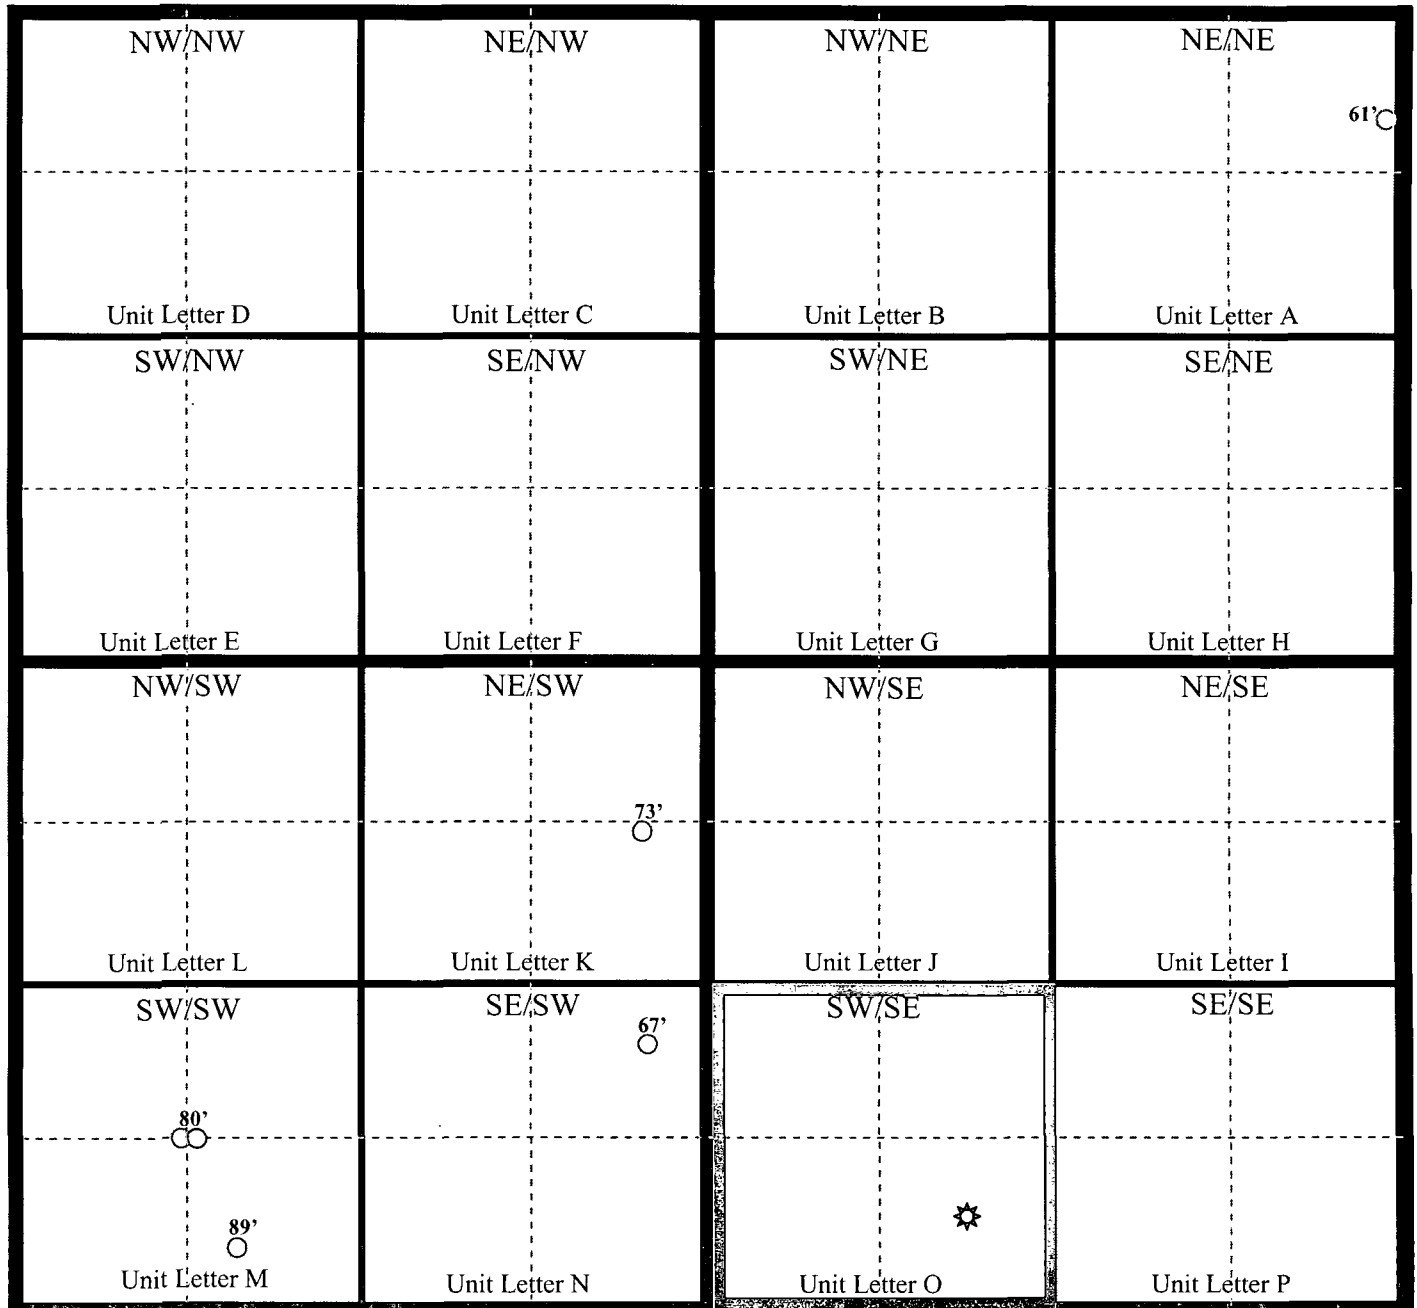 NW/NW NE/NW NW/NE NE/NE
61'
Unit Letter D Unit Letter C Unit Letter B Unit Letter A
SW/NW SE/NW SW/NE SE/NE
Unit Letter E Unit Letter F Unit Letter G Unit Letter H
NW/SW NE/SW NW/SE NE/SE
73'
Unit Letter L Unit Letter K Unit Letter J Unit Letter I
SW/SW SE/SW SW/SE SE/SE
67'
80'
89'
Unit Letter M Unit Letter N Unit Letter O Unit Letter P